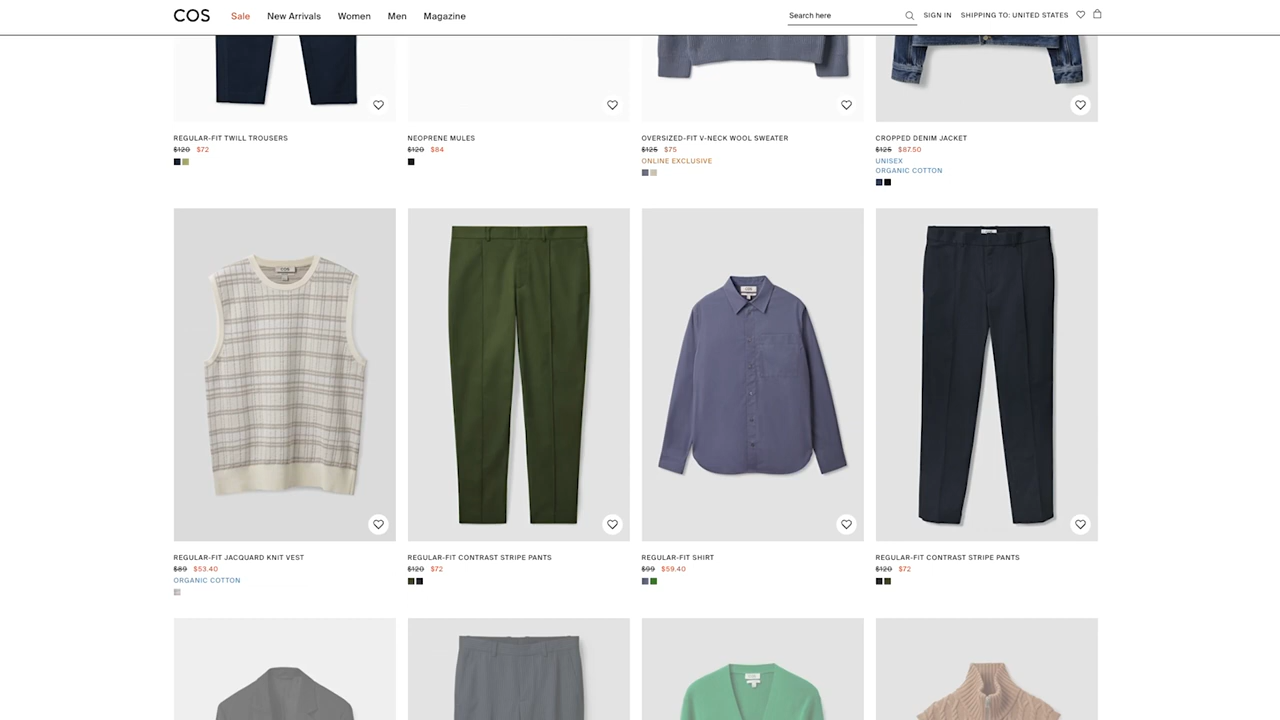 COS
Sale
New Arrivals
Women
Men
Magazine
Search here
SIGN IN
SHIPPING TO: UNITED STATES
REGULAR-FIT TWILL TROUSERS
$120 $72
NEOPRENE MULES
$120 $84
OVERSIZED-FIT V-NECK WOOL SWEATER
$125 $75
ONLINE EXCLUSIVE
CROPPED DENIM JACKET
$125 $87.50
UNISEX
ORGANIC COTTON
REGULAR-FIT JACQUARD KNIT VEST
$89 $53.40
ORGANIC COTTON
REGULAR-FIT CONTRAST STRIPE PANTS
$120 $72
REGULAR-FIT SHIRT
$99 $59.40
REGULAR-FIT CONTRAST STRIPE PANTS
$120 $72